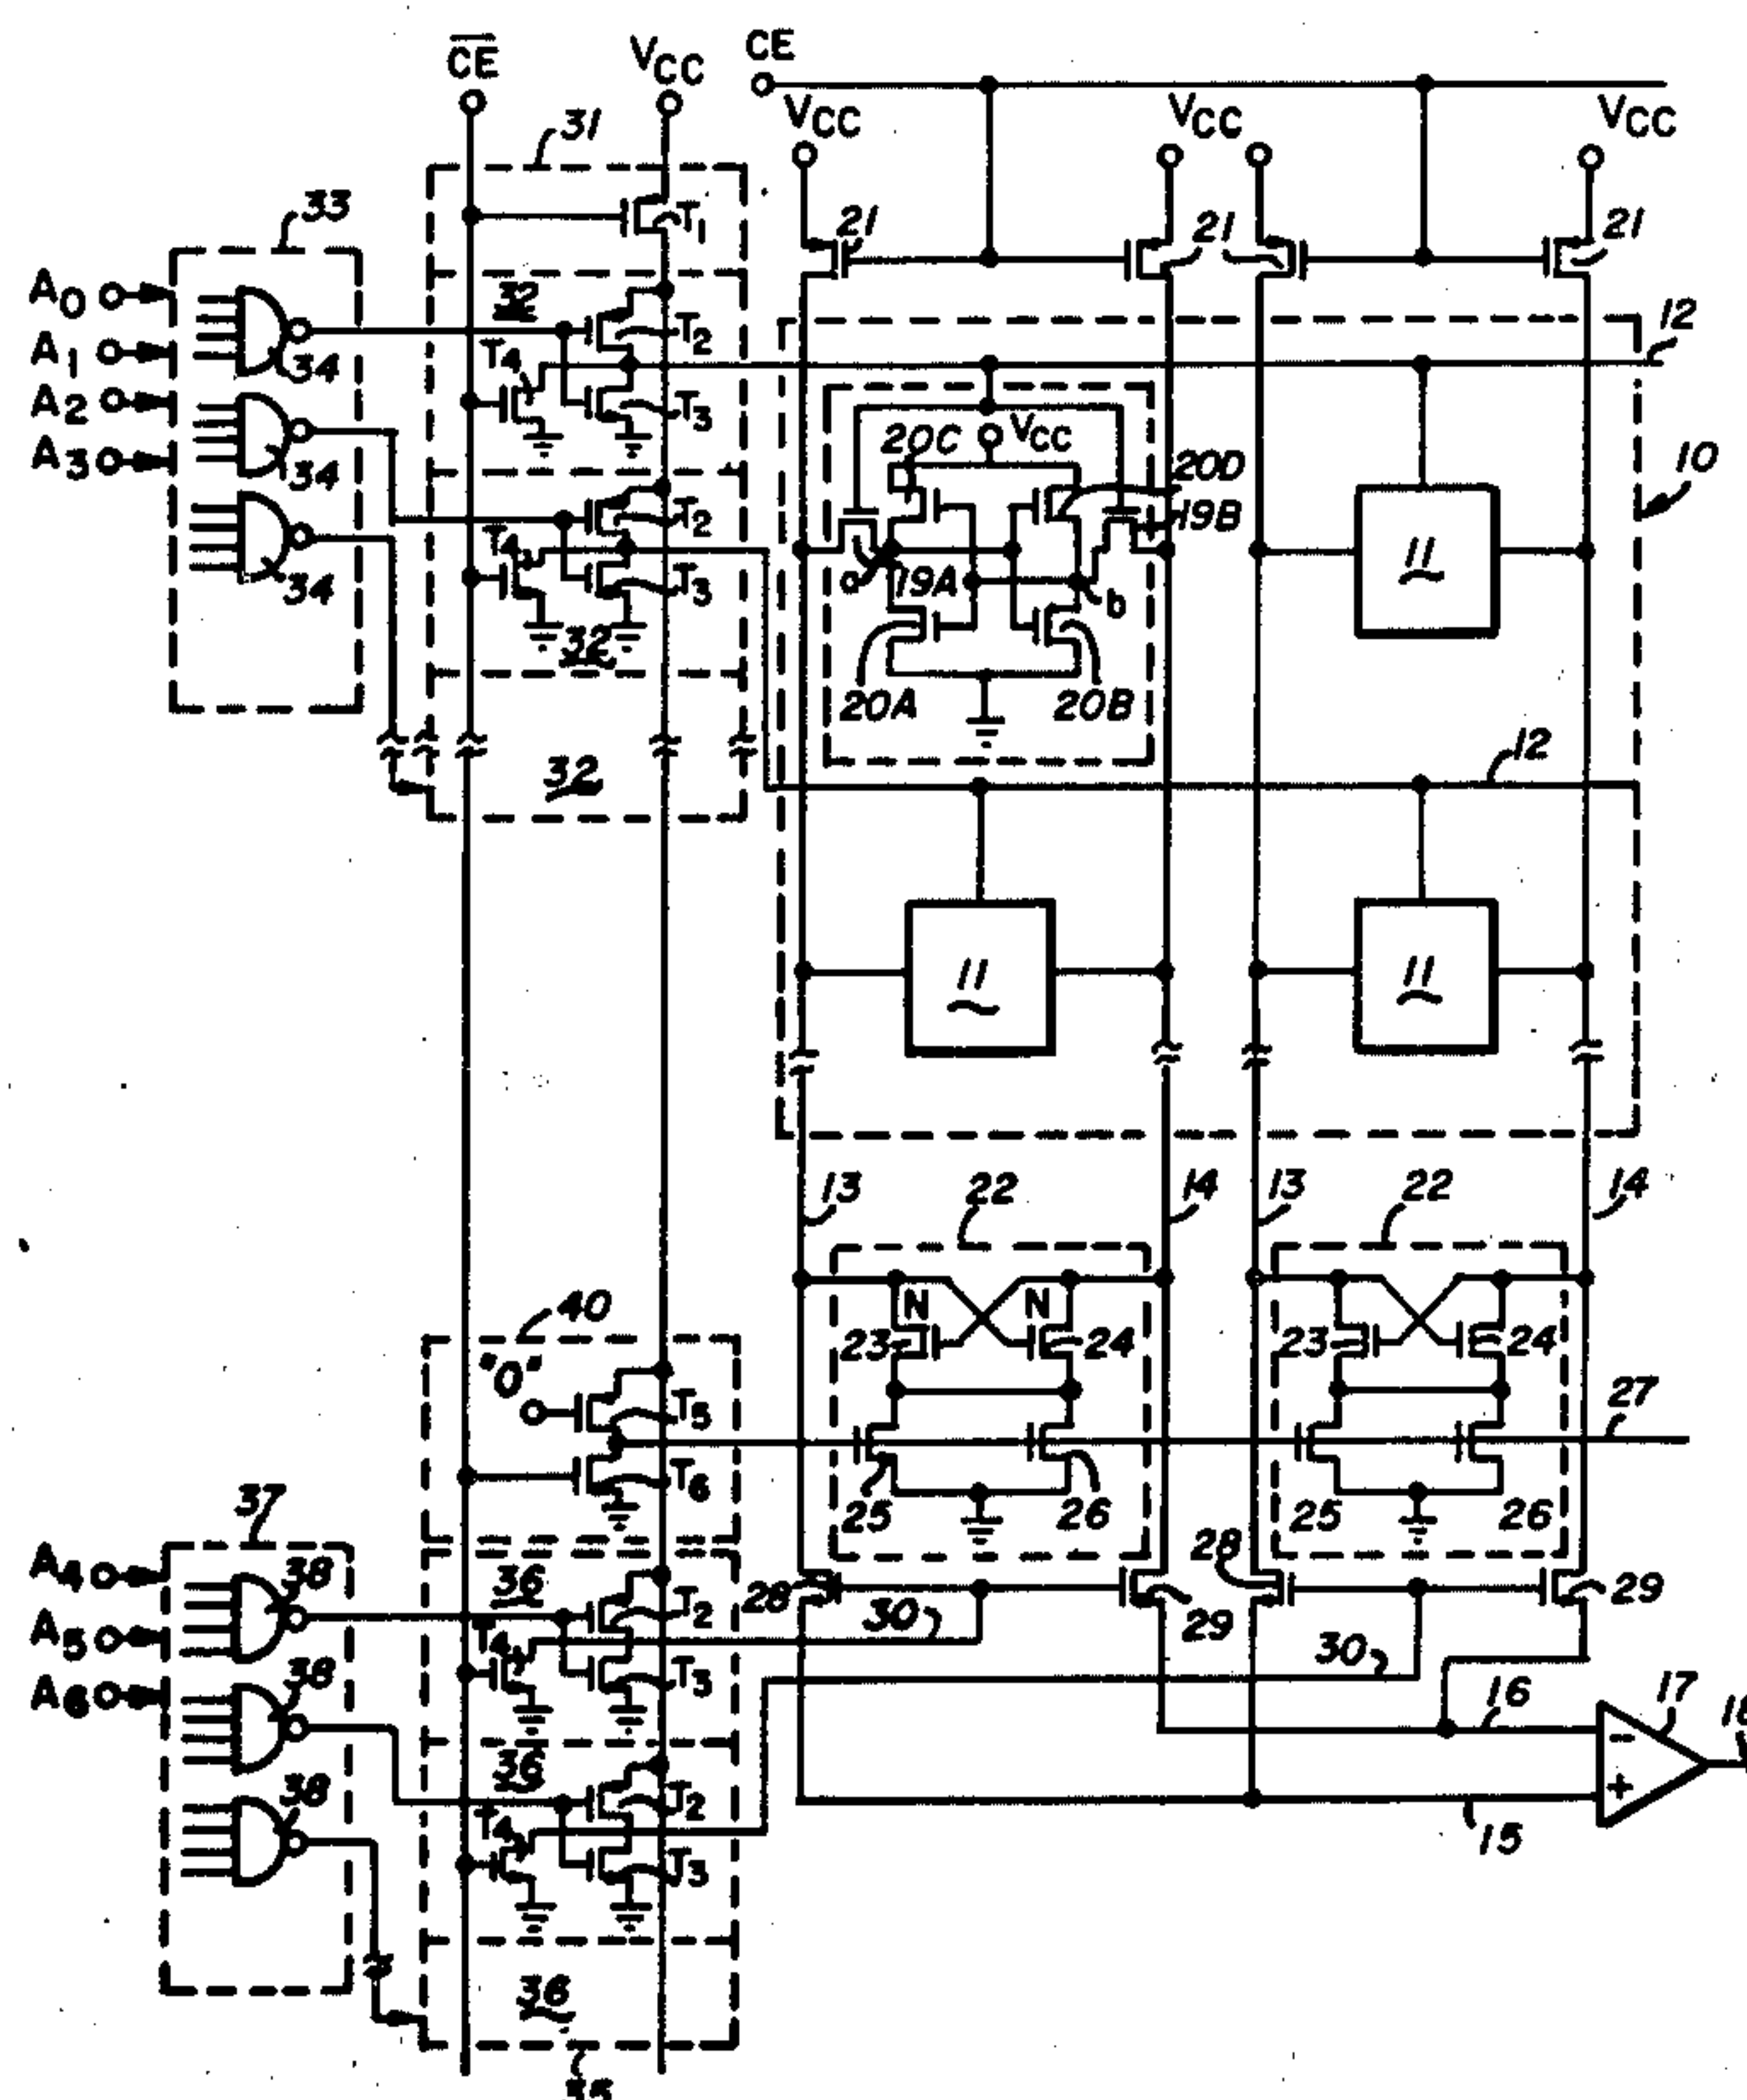 CE VCC CE
VCC VCC VCC
31
33
21 21 21
T1
A0
A1
A2
A3
32
34
T2
T4
T3
12
10
20C VCC 20D
19B
34
T2
T4
T3
a 19A b
11
34
32
20A 20B
32
12
11 11
13 22 14 13 22 14
40
"0"
N N
23 24 23 24
27
T5
T6
25 26 25 26
37
A4
A5
A6
38
36
T2
T4
T3
28 30 29 28 29
30
38
16 17 18
36
T2
T4
T3
38
- +
15
36
35